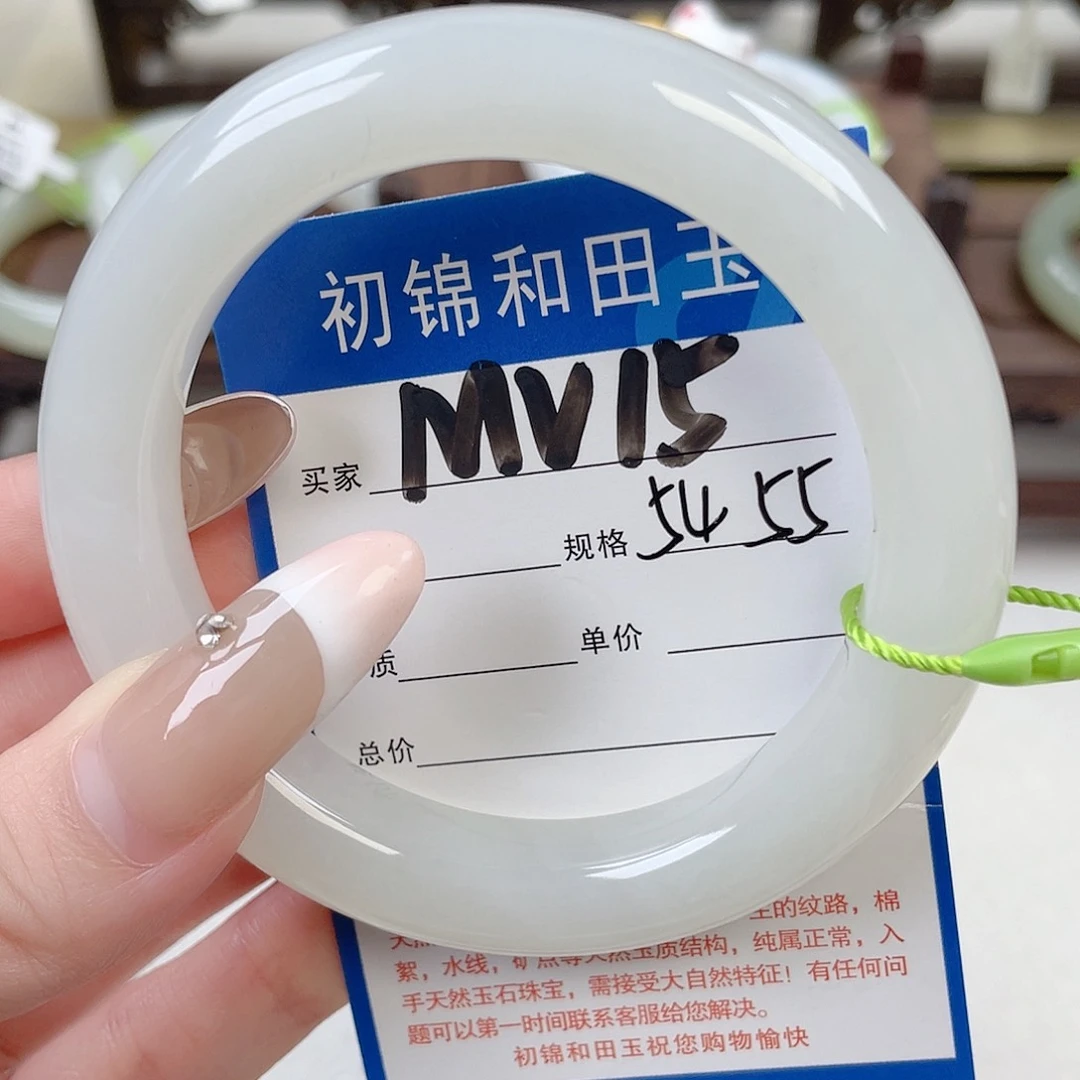 初锦和田玉
买家 MV15
规格 54 55
质 单价
总价
生的纹路，棉
絮，水线，矿点等天然玉质结构，纯属正常，入
手天然玉石珠宝，需接受大自然特征！有任何问
题可以第一时间联系客服给您解决。
初锦和田玉祝您购物愉快